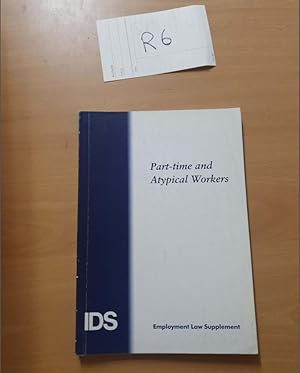 R6
Part-time and
Atypical Workers
IDS
Employment Law Supplement